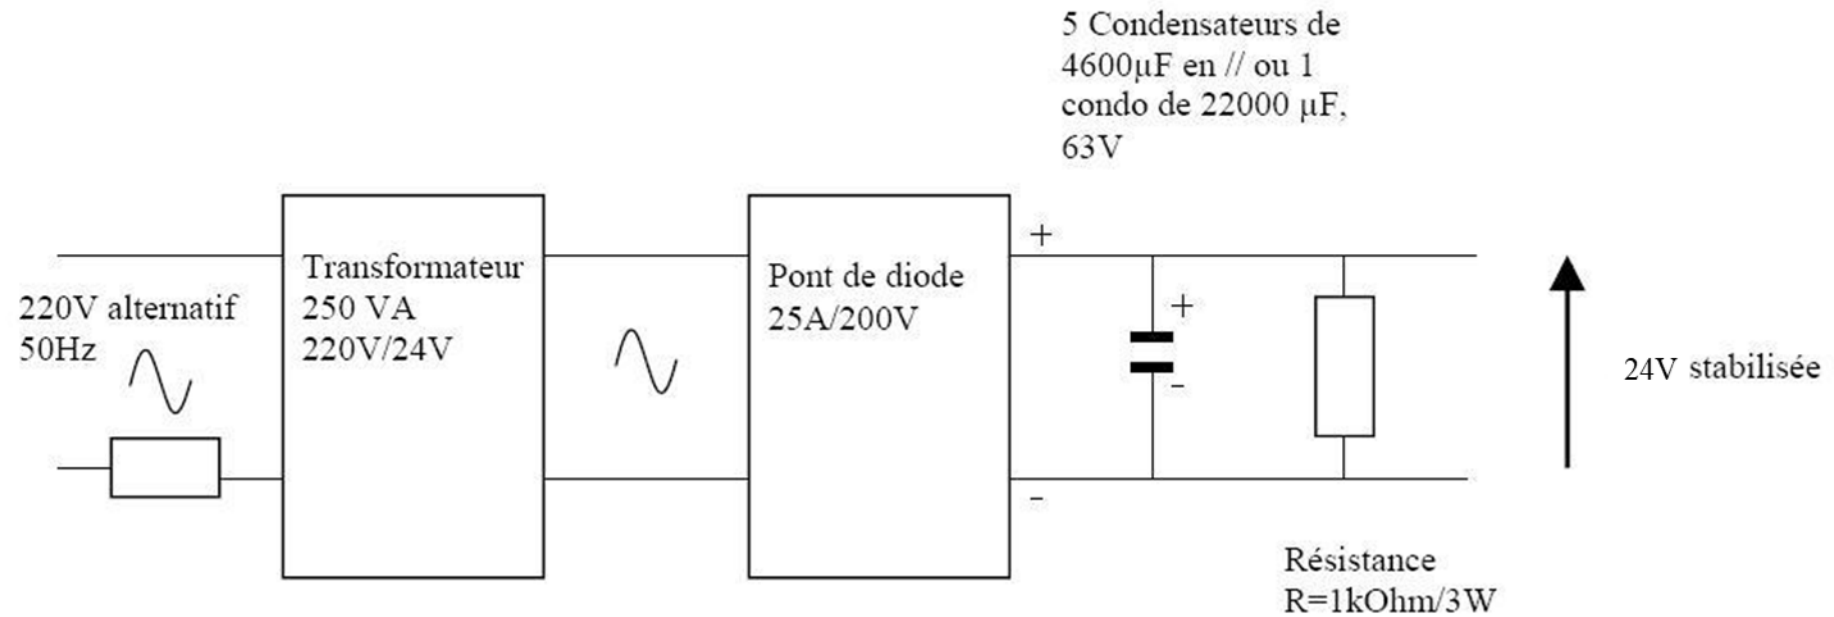 5 Condensateurs de
4600µF en // ou 1
condo de 22000 µF,
63V
+
Transformateur
250 VA
220V/24V
Pont de diode
25A/200V
220V alternatif
50Hz
+
-
24V stabilisée
-
Résistance
R=1kOhm/3W